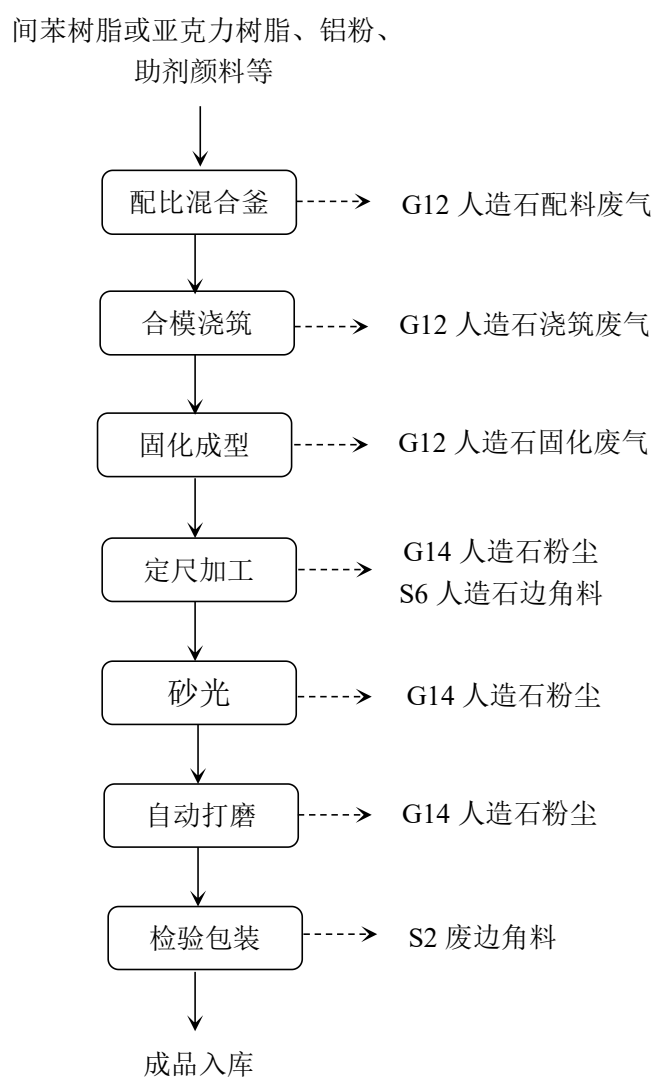 间苯树脂或亚克力树脂、铝粉、
助剂颜料等
配比混合釜
G12 人造石配料废气
合模浇筑
G12 人造石浇筑废气
固化成型
G12 人造石固化废气
定尺加工
G14 人造石粉尘
S6 人造石边角料
砂光
G14 人造石粉尘
自动打磨
G14 人造石粉尘
检验包装
S2 废边角料
成品入库